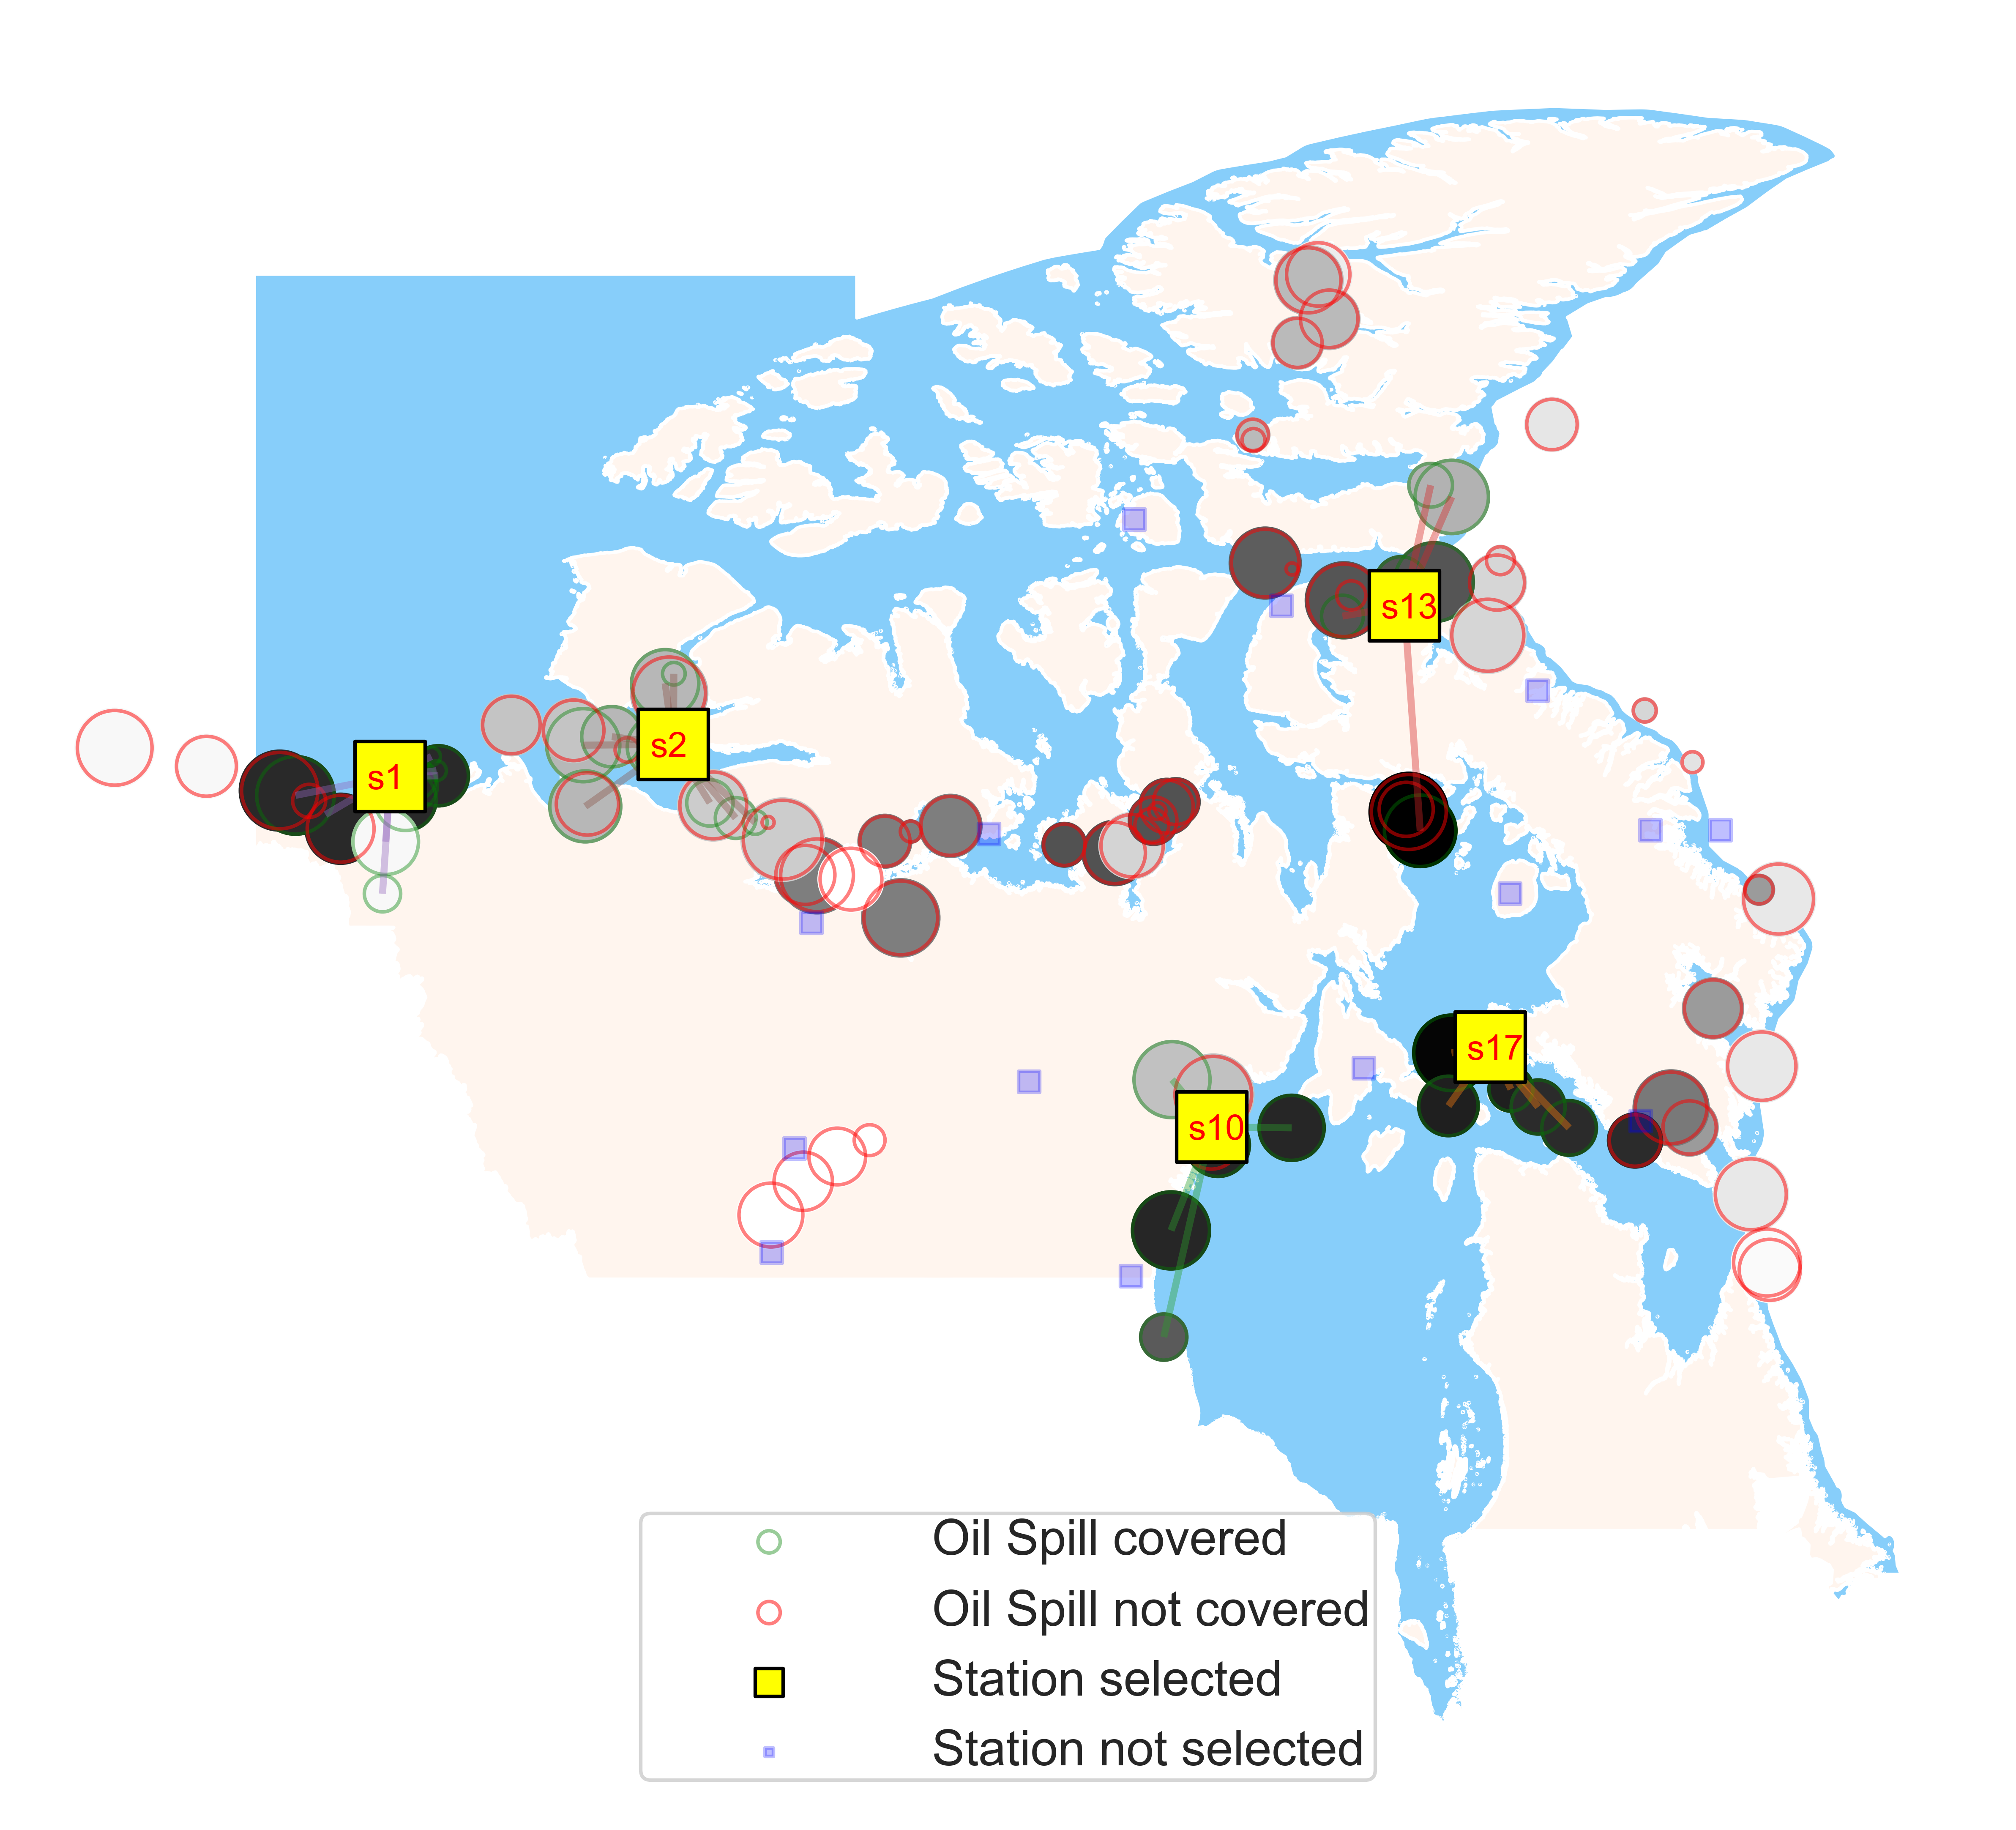 s13
s2
s1
s17
s10
Oil Spill covered
Oil Spill not covered
Station selected
Station not selected